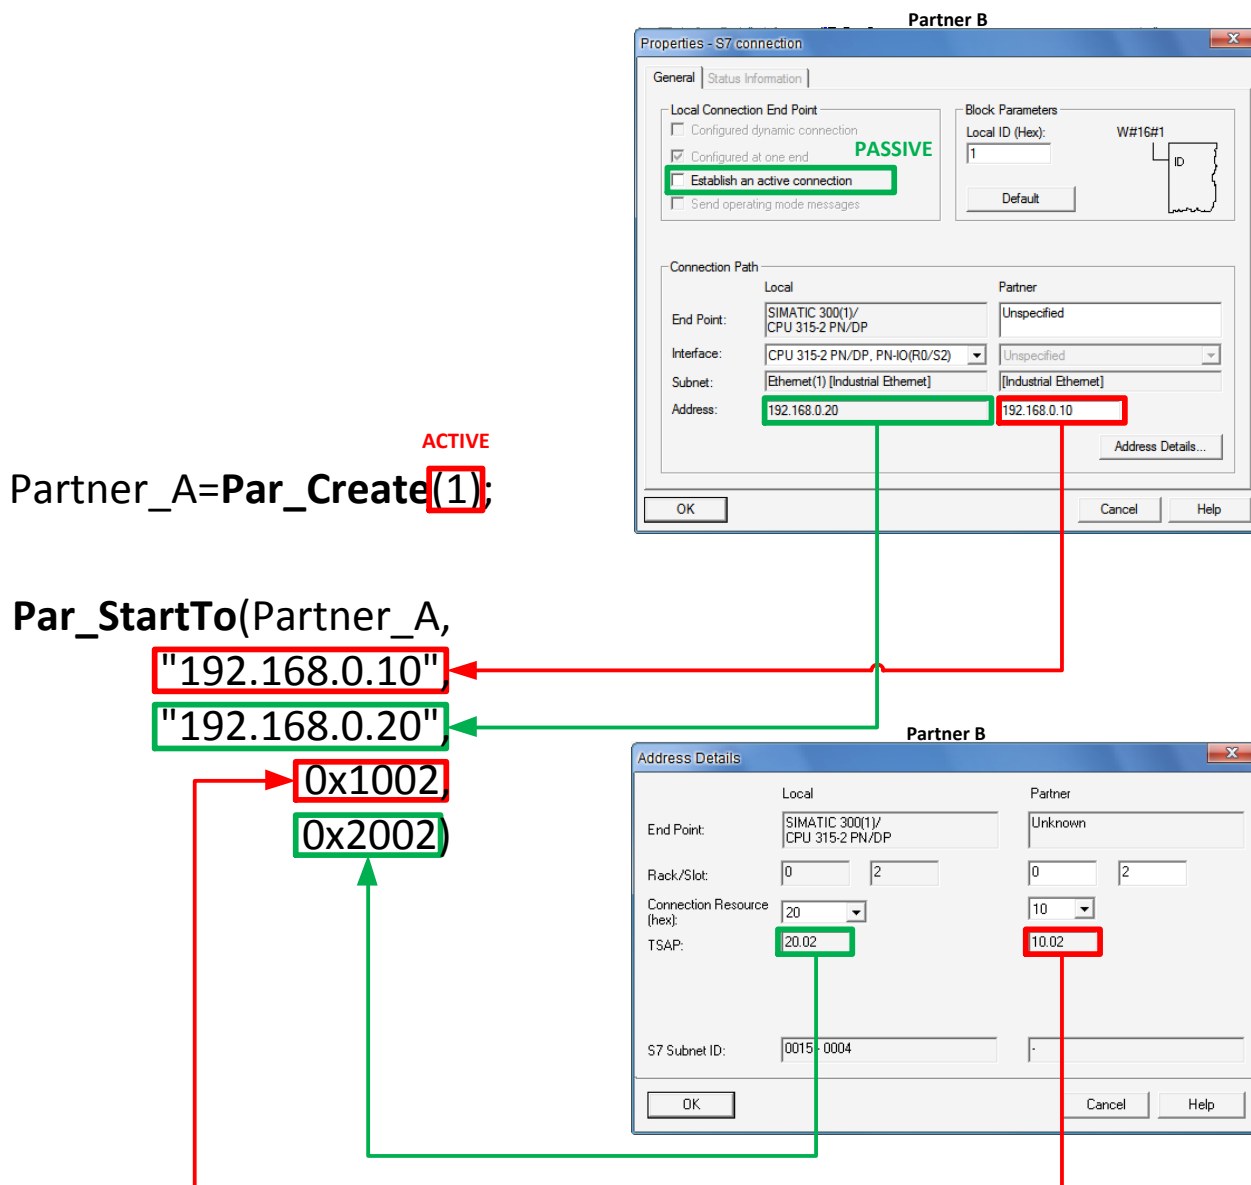 Partner B
Properties - S7 connection
General
Status Information
Local Connection End Point
Configured dynamic connection
Configured at one end
PASSIVE
Establish an active connection
Send operating mode messages
Block Parameters
Local ID (Hex):
W#16#1
1
ID
Default
Connection Path
Local
Partner
End Point:
SIMATIC 300(1)/
CPU 315-2 PN/DP
Unspecified
Interface:
CPU 315-2 PN/DP, PN-IO(R0/S2)
Unspecified
Subnet:
Ethernet(1) [Industrial Ethernet]
[Industrial Ethernet]
Address:
192.168.0.20
192.168.0.10
Address Details...
OK
Cancel
Help
ACTIVE
Partner_A=Par_Create(1);
Par_StartTo(Partner_A,
"192.168.0.10",
"192.168.0.20",
0x1002,
0x2002)
Partner B
Address Details
Local
Partner
End Point:
SIMATIC 300(1)/
CPU 315-2 PN/DP
Unknown
Rack/Slot:
0
2
0
2
Connection Resource
(hex):
20
10
TSAP:
20.02
10.02
S7 Subnet ID:
0015 - 0004
-
OK
Cancel
Help